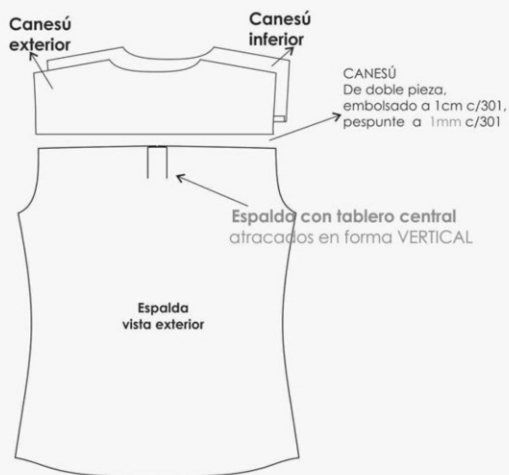 Canesú
exterior
Canesú
inferior
CANESÚ
De doble pieza,
embolsado a 1cm c/301,
pespunte a 1mm c/301
Espalda con tablero central
atracados en forma VERTICAL
Espalda
vista exterior